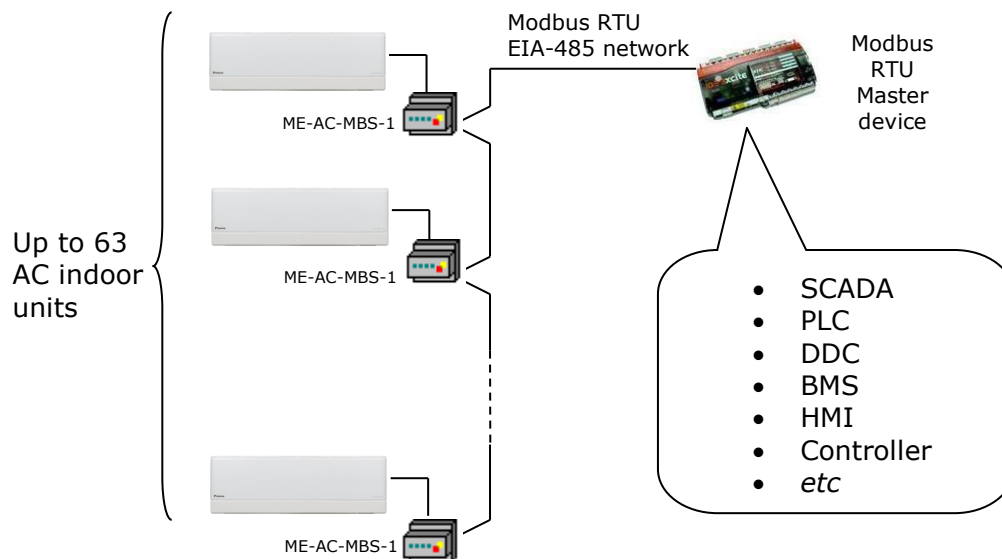 Modbus RTU
EIA-485 network
Modbus
RTU
Master
device
ME-AC-MBS-1
ME-AC-MBS-1
Up to 63
AC indoor
units
• SCADA
• PLC
• DDC
• BMS
• HMI
• Controller
• etc
ME-AC-MBS-1